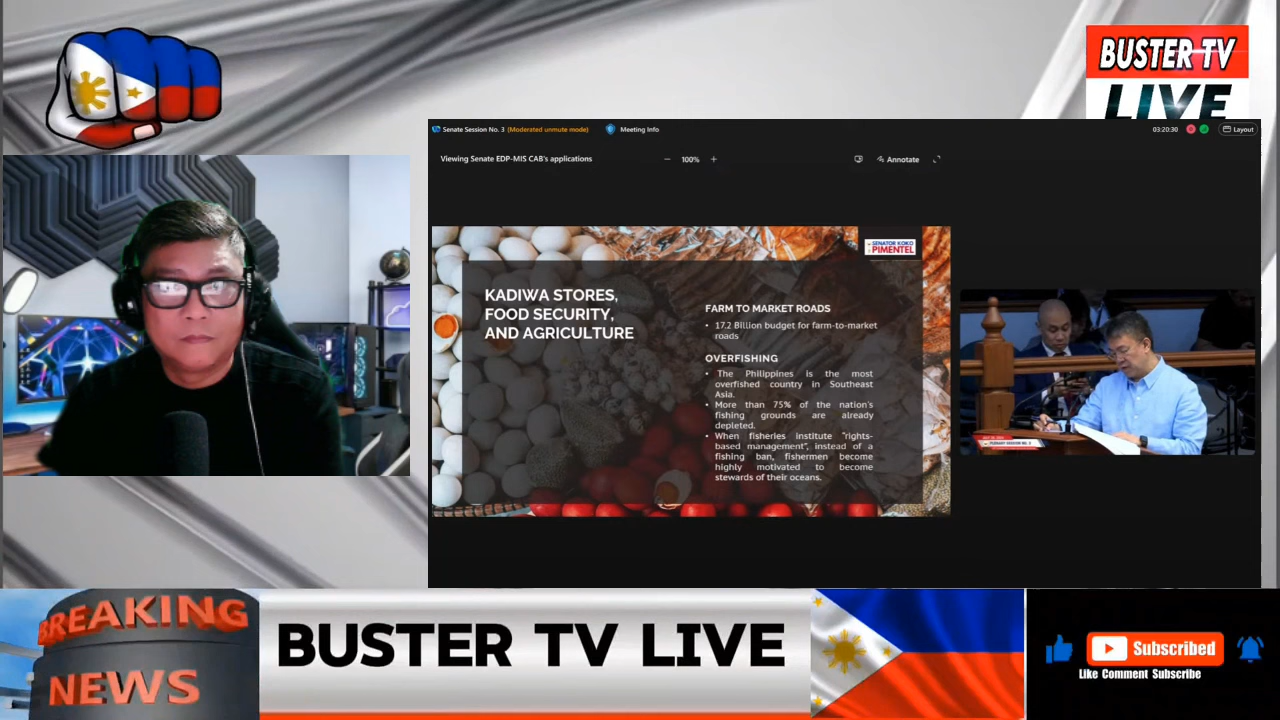 BUSTER TV
LIVE
Senate Session No. 3 (Moderated unmute mode)
Meeting Info
03:20:30
Layout
Viewing Senate EDP-MIS CAB's applications
100%
Annotate
SENATOR KOKO
PIMENTEL
KADIWA STORES,
FOOD SECURITY,
AND AGRICULTURE
FARM TO MARKET ROADS
• 17.2 Billion budget for farm-to-market
roads
OVERFISHING
• The Philippines is the most
overfished country in Southeast
Asia.
• More than 75% of the nation's
fishing grounds are already
depleted.
• When fisheries institute "rights-
based management", instead of a
fishing ban, fishermen become
highly motivated to become
stewards of their oceans.
PLENARY SESSION NO. 3
BREAKING
NEWS
BUSTER TV LIVE
Subscribed
Like Comment Subscribe